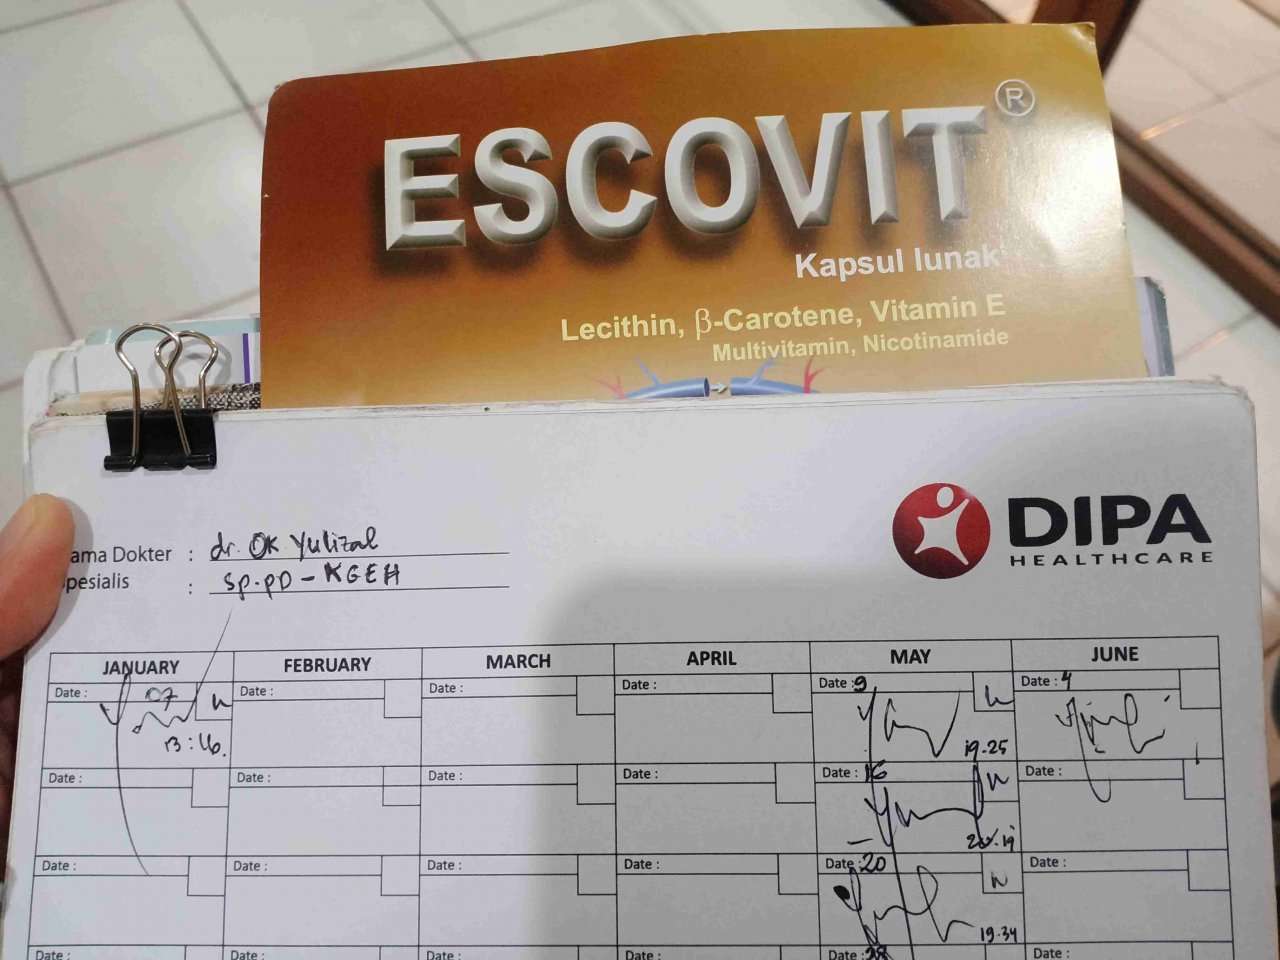 ESCOVIT®
Kapsul lunak
Lecithin, β-Carotene, Vitamin E
Multivitamin, Nicotinamide
DIPA
HEALTHCARE
ama Dokter : dr. OK Yulizal
pesialis : Sp.PD - KGEH
JANUARY FEBRUARY MARCH APRIL MAY JUNE
Date : 07 Date : Date : Date : Date : 9 Date : 4
13:46. 19.25
Date : Date : Date : Date : Date : 16 Date :
Date : Date : Date : Date : Date : 20 Date :
19.34
Date : Date : Date : Date : Date : 28 Date :